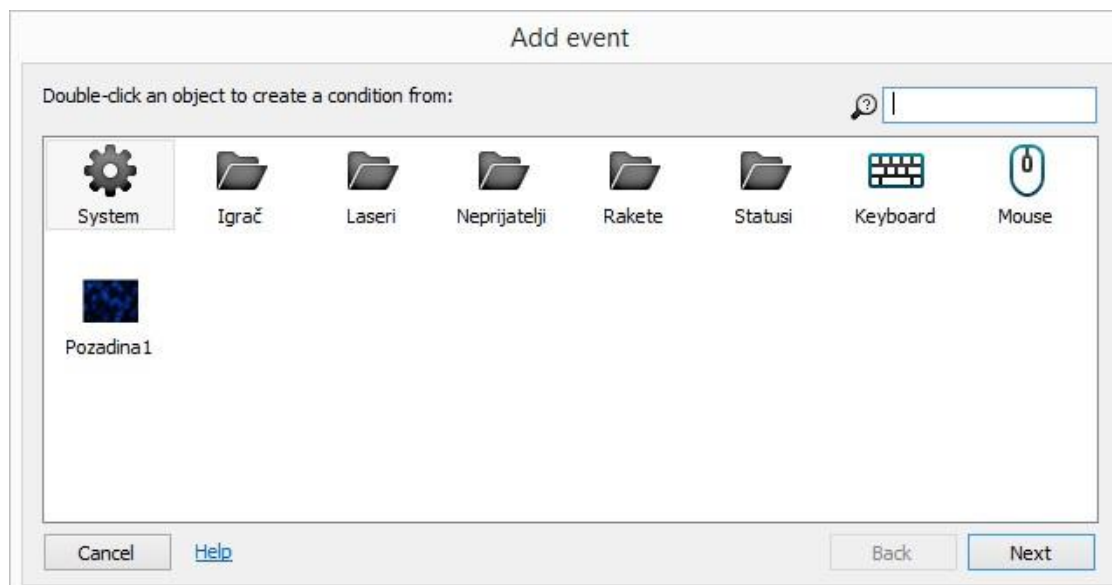 Add event
Double-click an object to create a condition from:
System Igrač Laseri Neprijatelji Rakete Statusi Keyboard Mouse
Pozadina1
Cancel Help Back Next